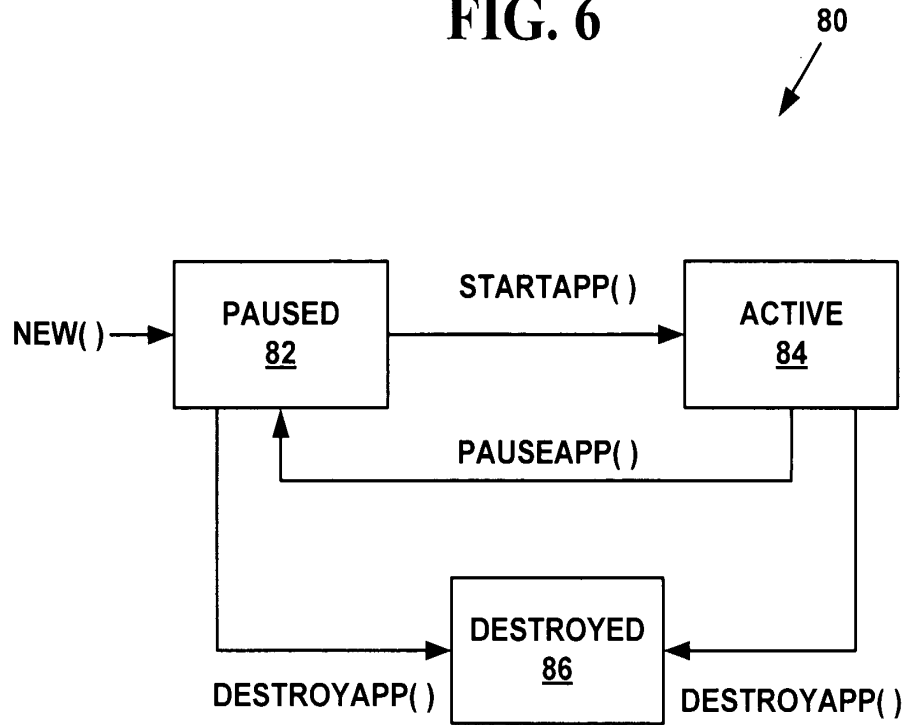 FIG. 6
80
STARTAPP( )
PAUSED
82
ACTIVE
84
NEW( )
PAUSEAPP( )
DESTROYED
86
DESTROYAPP( )
DESTROYAPP( )